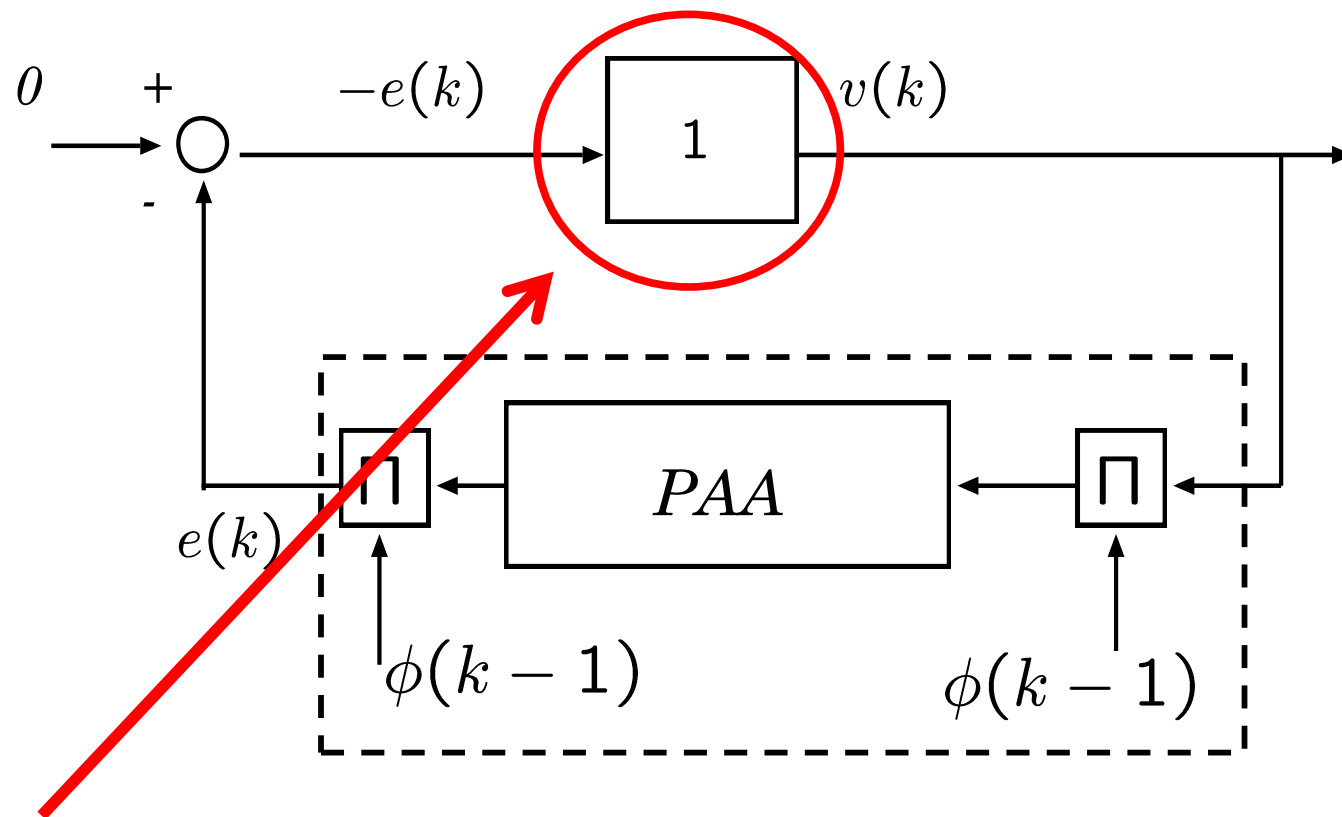 0
+
−e(k)
1
v(k)
-
∏
PAA
∏
e(k)
ϕ(k − 1)
ϕ(k − 1)